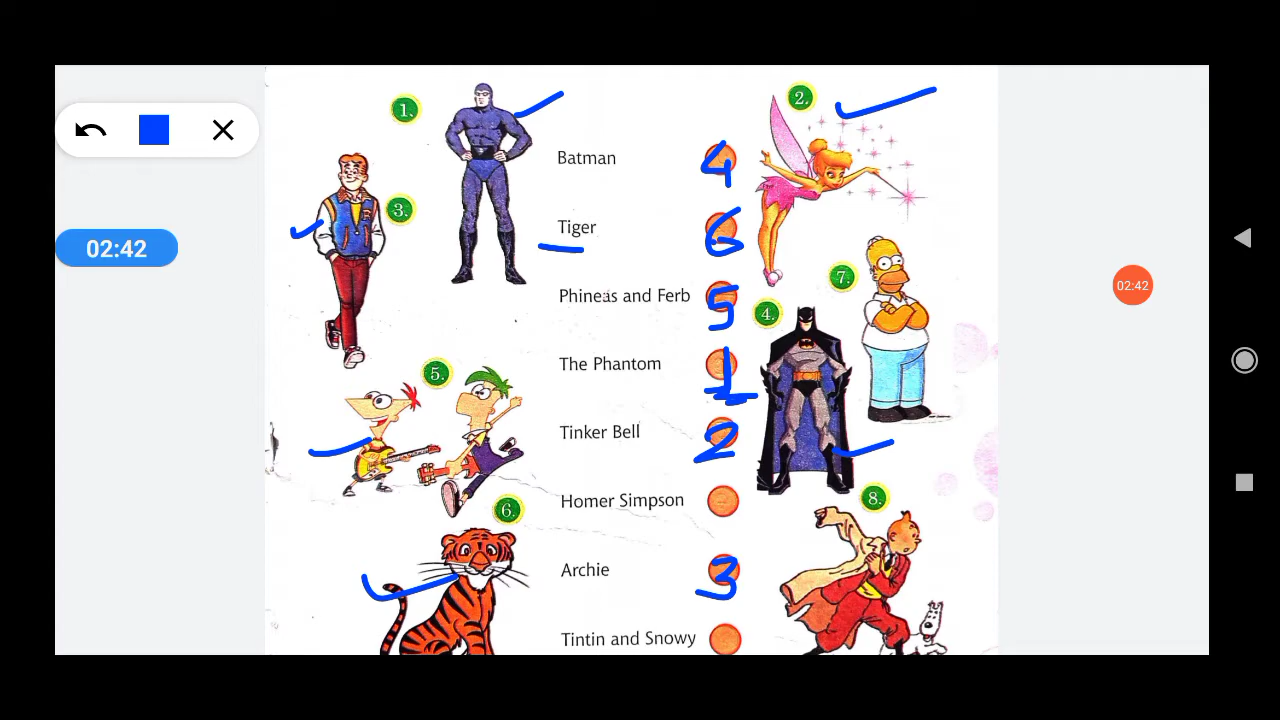 1.
2.
Batman 4
3.
02:42
Tiger 6
7.
02:42
Phineas and Ferb 5
4.
The Phantom 1
5.
Tinker Bell 2
Homer Simpson
8.
6.
Archie 3
Tintin and Snowy